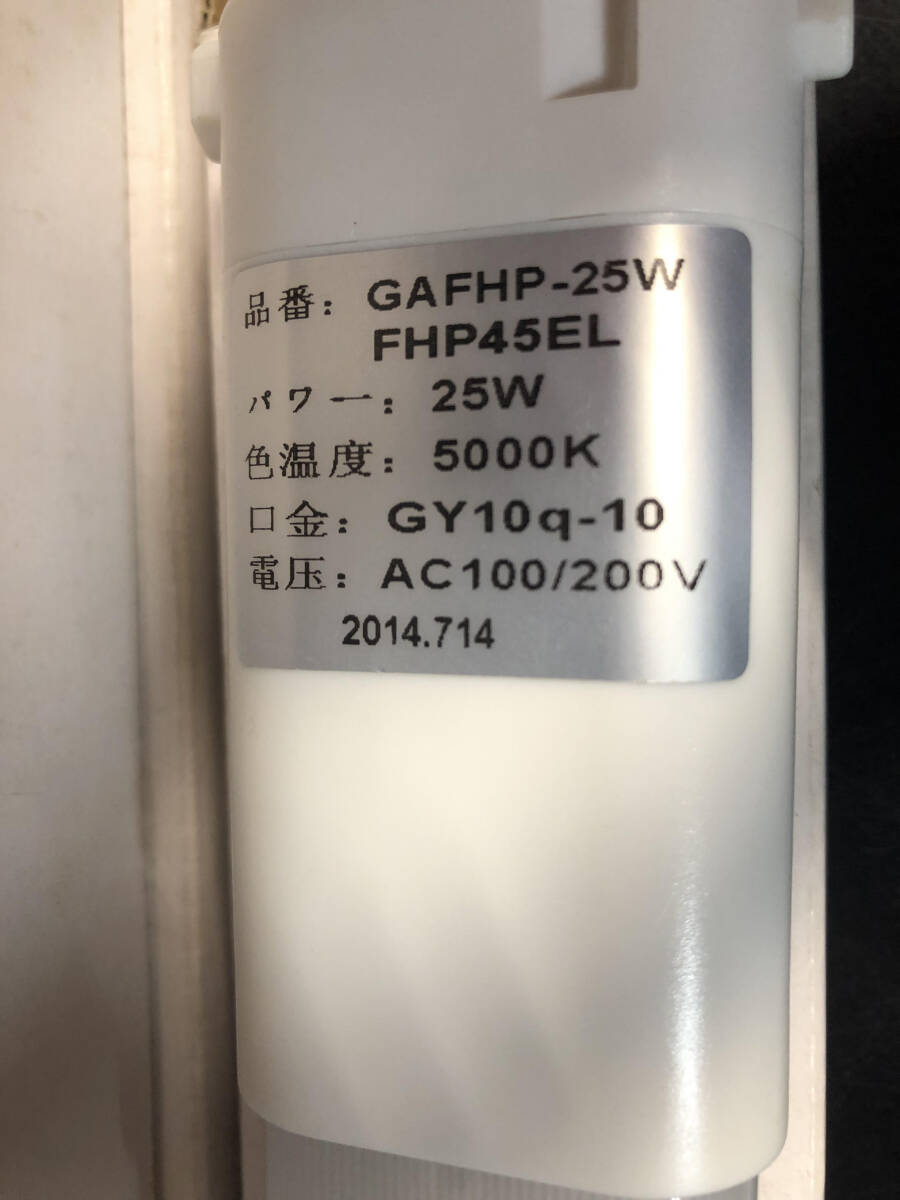 品番：GAFHP-25W
FHP45EL
パワー：25W
色温度：5000K
口金：GY10q-10
電圧：AC100/200V
2014.714